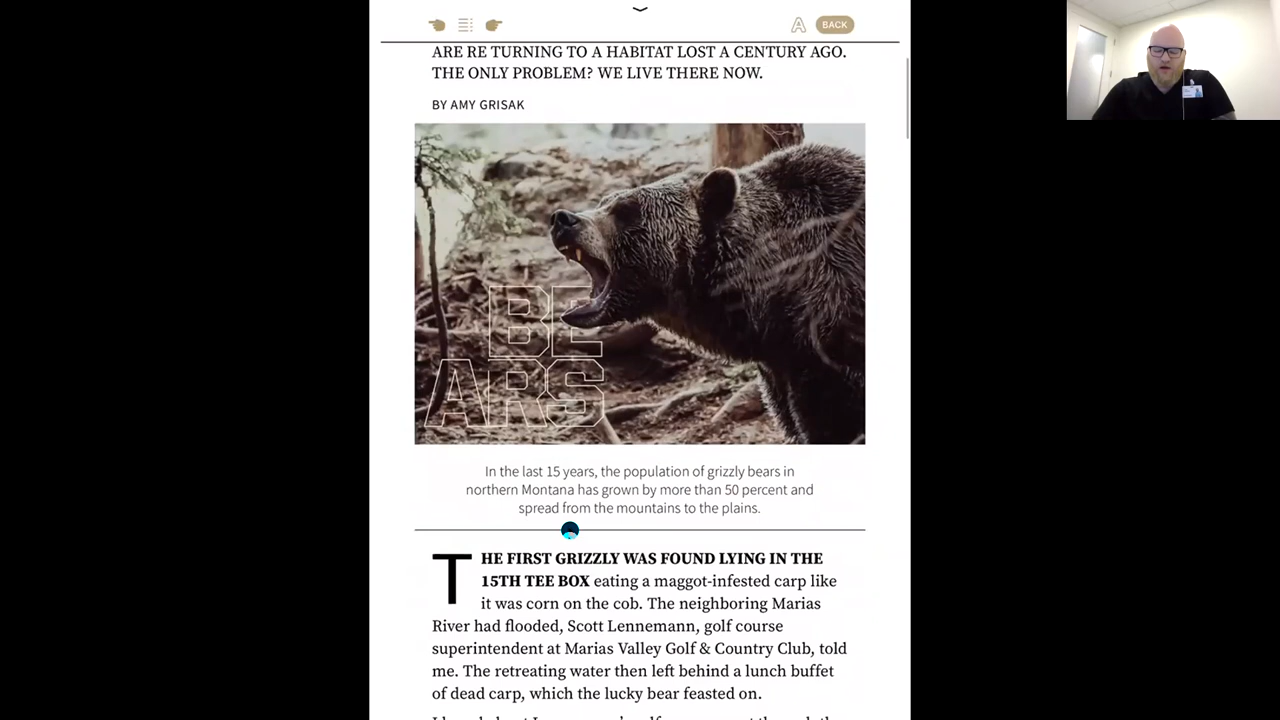 BACK
ARE RE TURNING TO A HABITAT LOST A CENTURY AGO.
THE ONLY PROBLEM? WE LIVE THERE NOW.
BY AMY GRISAK
BE
ARS
In the last 15 years, the population of grizzly bears in
northern Montana has grown by more than 50 percent and
spread from the mountains to the plains.
THE FIRST GRIZZLY WAS FOUND LYING IN THE
15TH TEE BOX eating a maggot-infested carp like
it was corn on the cob. The neighboring Marias
River had flooded, Scott Lennemann, golf course
superintendent at Marias Valley Golf & Country Club, told
me. The retreating water then left behind a lunch buffet
of dead carp, which the lucky bear feasted on.